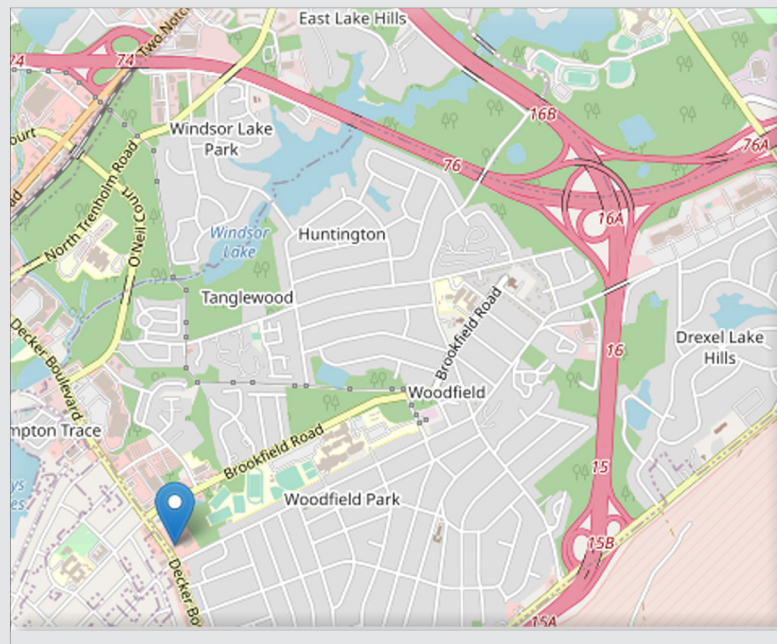 East Lake Hills
Two Notc
74
74
16B
Windsor Lake
Park
76
76A
ourt
North Trenholm Road
O'Neil Court
16A
Windsor
Lake
Huntington
Tanglewood
Brookfield Road
Decker Boulevard
16
Drexel Lake
Hills
Woodfield
mpton Trace
Brookfield Road
15
Woodfield Park
15B
Decker Bo
15A